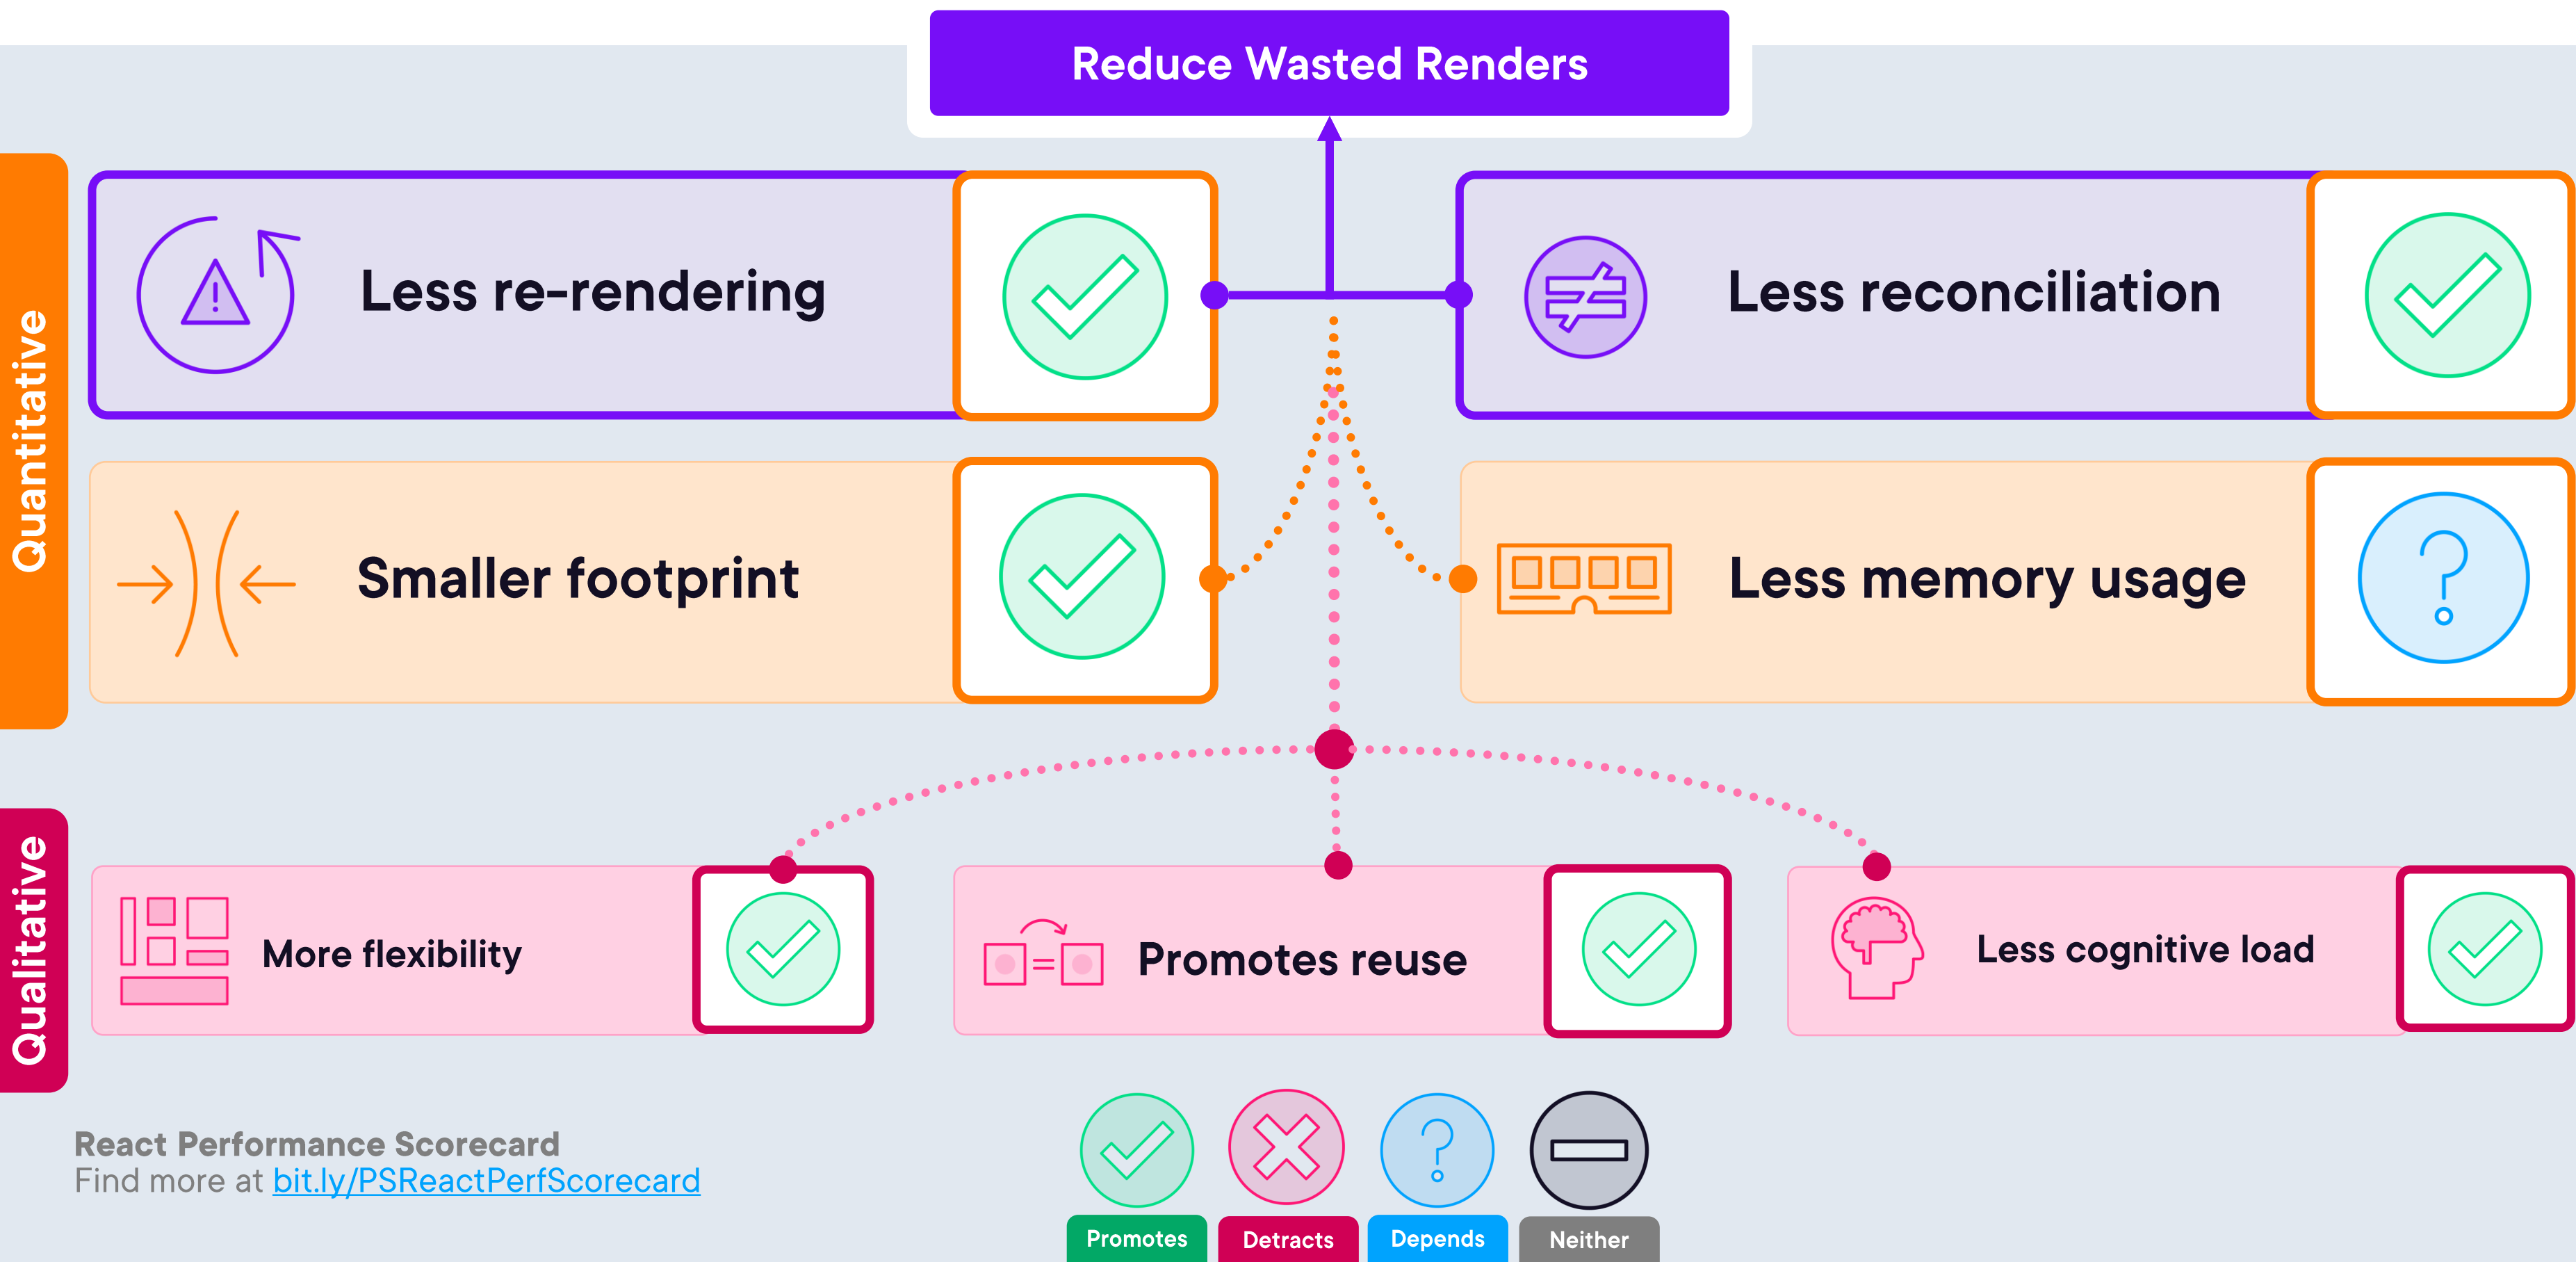 Reduce Wasted Renders
Quantitative
Less re-rendering
Less reconciliation
Smaller footprint
Less memory usage
Qualitative
More flexibility
Promotes reuse
Less cognitive load
React Performance Scorecard
Find more at bit.ly/PSReactPerfScorecard
Promotes
Detracts
Depends
Neither